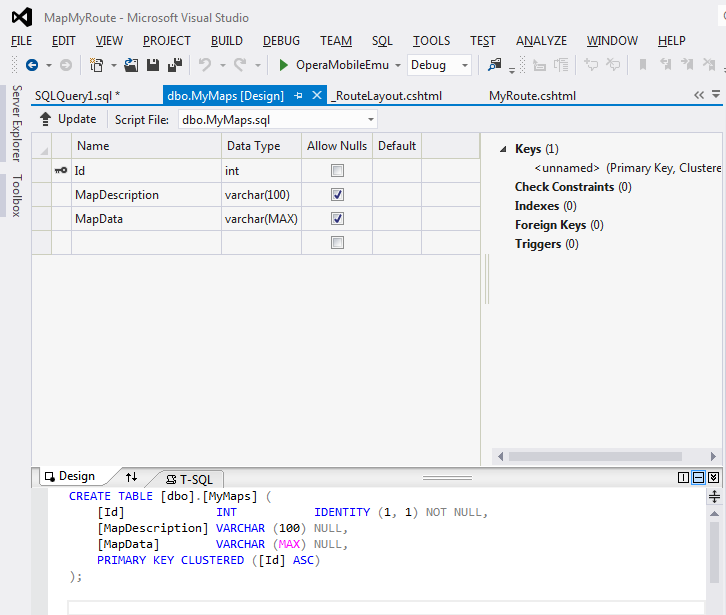 MapMyRoute - Microsoft Visual Studio
FILE EDIT VIEW PROJECT BUILD DEBUG TEAM SQL TOOLS TEST ANALYZE WINDOW HELP
OperaMobileEmu Debug
SQLQuery1.sql * dbo.MyMaps [Design] _RouteLayout.cshtml MyRoute.cshtml
Server Explorer
Toolbox
Update Script File: dbo.MyMaps.sql
Name Data Type Allow Nulls Default
Id int
MapDescription varchar(100)
MapData varchar(MAX)
Keys (1)
<unnamed> (Primary Key, Clustere
Check Constraints (0)
Indexes (0)
Foreign Keys (0)
Triggers (0)
Design T-SQL
CREATE TABLE [dbo].[MyMaps] (
[Id] INT IDENTITY (1, 1) NOT NULL,
[MapDescription] VARCHAR (100) NULL,
[MapData] VARCHAR (MAX) NULL,
PRIMARY KEY CLUSTERED ([Id] ASC)
);